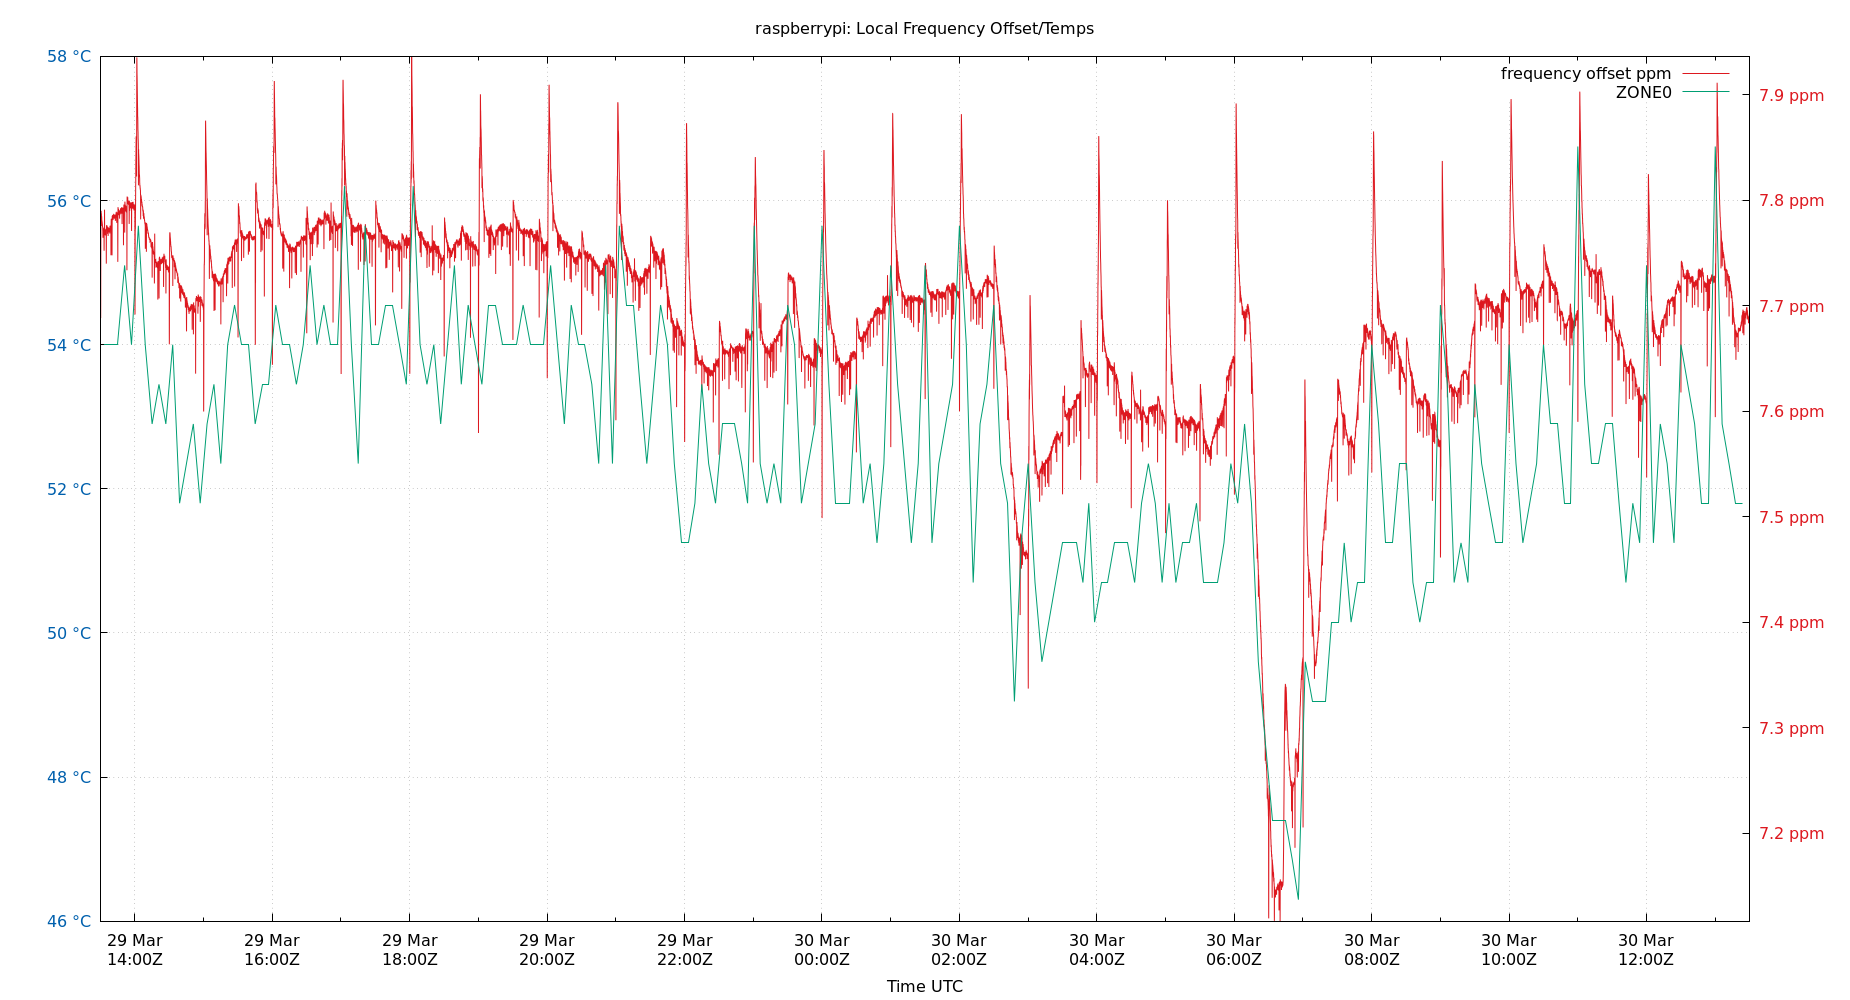 raspberrypi: Local Frequency Offset/Temps
58 °C
56 °C
54 °C
52 °C
50 °C
48 °C
46 °C
frequency offset ppm
ZONE0
7.9 ppm
7.8 ppm
7.7 ppm
7.6 ppm
7.5 ppm
7.4 ppm
7.3 ppm
7.2 ppm
29 Mar 29 Mar 29 Mar 29 Mar 29 Mar 30 Mar 30 Mar 30 Mar 30 Mar 30 Mar 30 Mar 30 Mar
14:00Z 16:00Z 18:00Z 20:00Z 22:00Z 00:00Z 02:00Z 04:00Z 06:00Z 08:00Z 10:00Z 12:00Z
Time UTC